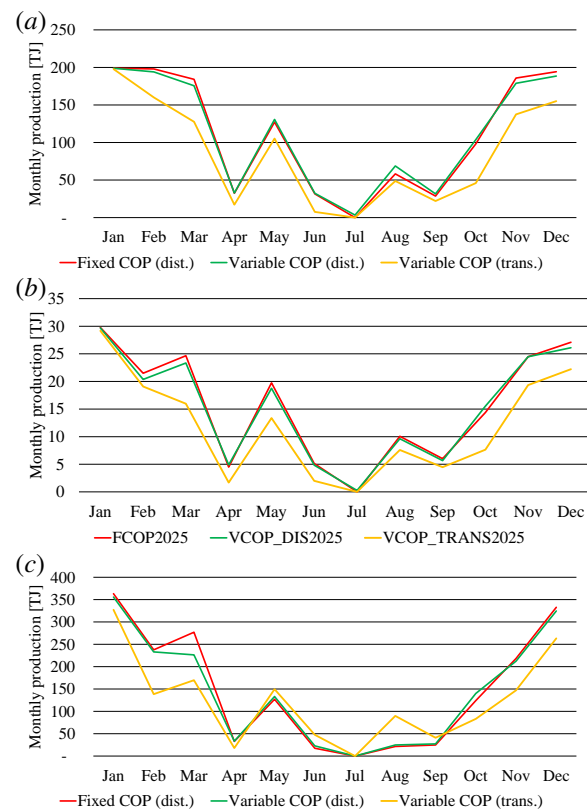 (a)
Monthly production [TJ]
250
200
150
100
50
-
Jan Feb Mar Apr May Jun Jul Aug Sep Oct Nov Dec
Fixed COP (dist.) Variable COP (dist.) Variable COP (trans.)
(b)
Monthly production [TJ]
35
30
25
20
15
10
5
0
Jan Feb Mar Apr May Jun Jul Aug Sep Oct Nov Dec
FCOP2025 VCOP_DIS2025 VCOP_TRANS2025
(c)
Monthly production [TJ]
400
350
300
250
200
150
100
50
-
Jan Feb Mar Apr May Jun Jul Aug Sep Oct Nov Dec
Fixed COP (dist.) Variable COP (dist.) Variable COP (trans.)